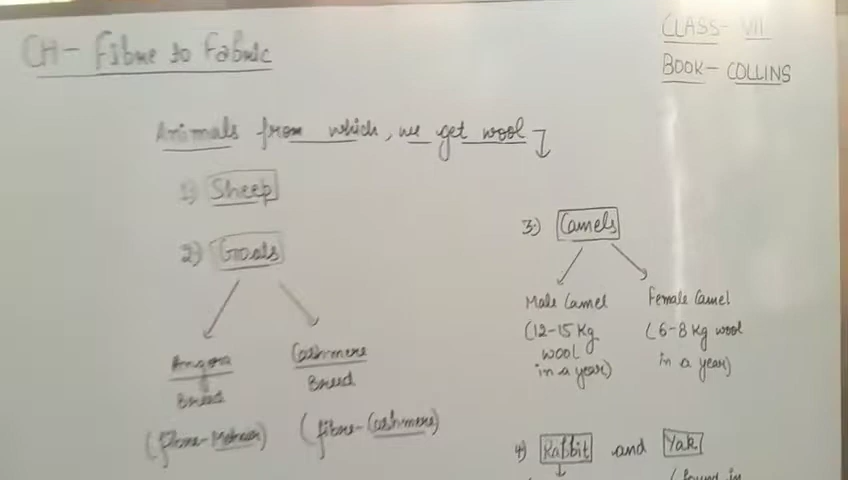 CH- Fibre to Fabric
CLASS- VII
BOOK- COLLINS
Animals from which, we get wool
1) Sheep
2) Goats
Angora
Breed
(fibre-Mohair)
Cashmere
Breed
(fibre-Cashmere)
3) Camels
Male Camel
(12-15 Kg
wool
in a year)
Female Camel
(6-8 Kg wool
in a year)
4) Rabbit and Yak
(found in